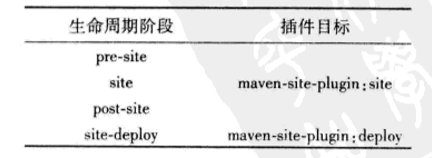 生命周期阶段 插件目标
pre-site
site maven-site-plugin:site
post-site
site-deploy maven-site-plugin:deploy